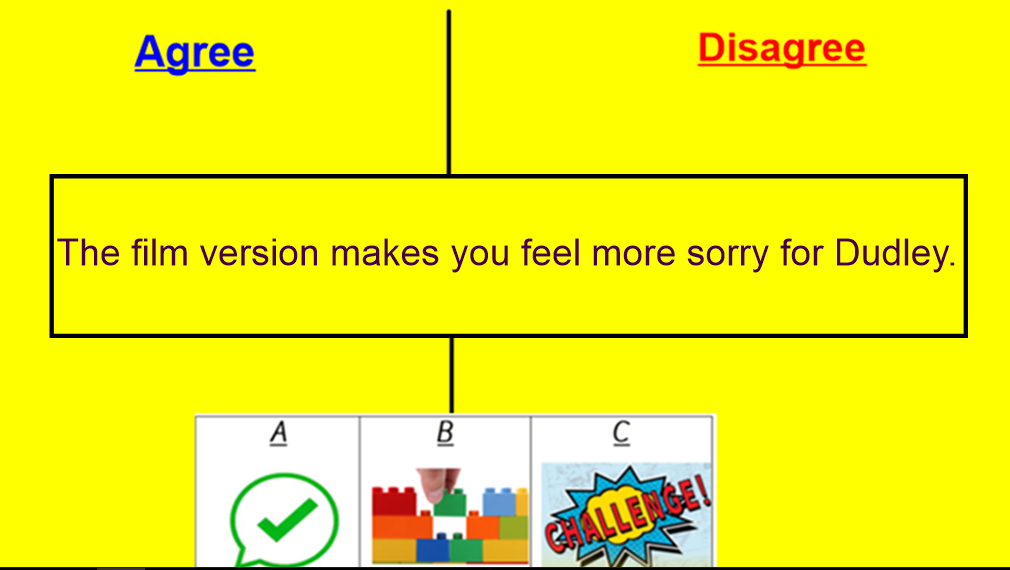 Agree
Disagree
The film version makes you feel more sorry for Dudley.
A
B
C
CHALLENGE!